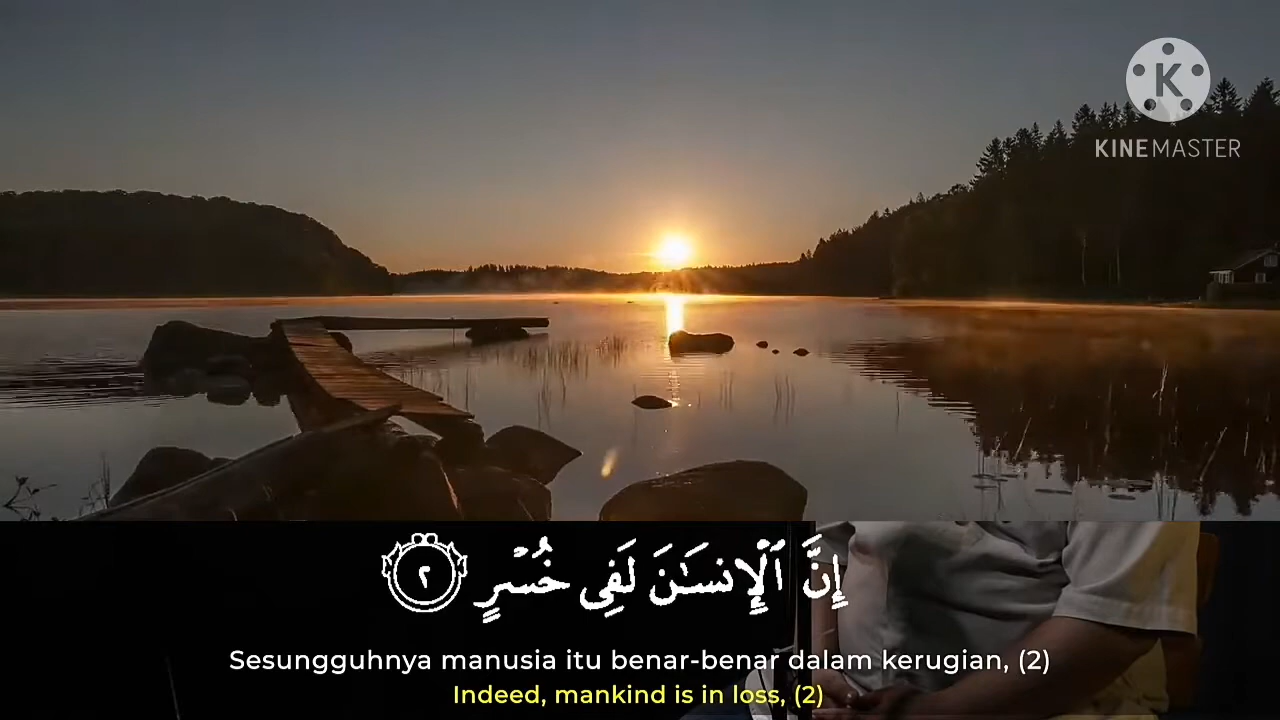 K
KINEMASTER
إِنَّ ٱلْإِنسَـٰنَ لَفِى خُسْرٍ ٢
Sesungguhnya manusia itu benar-benar dalam kerugian, (2)
Indeed, mankind is in loss, (2)